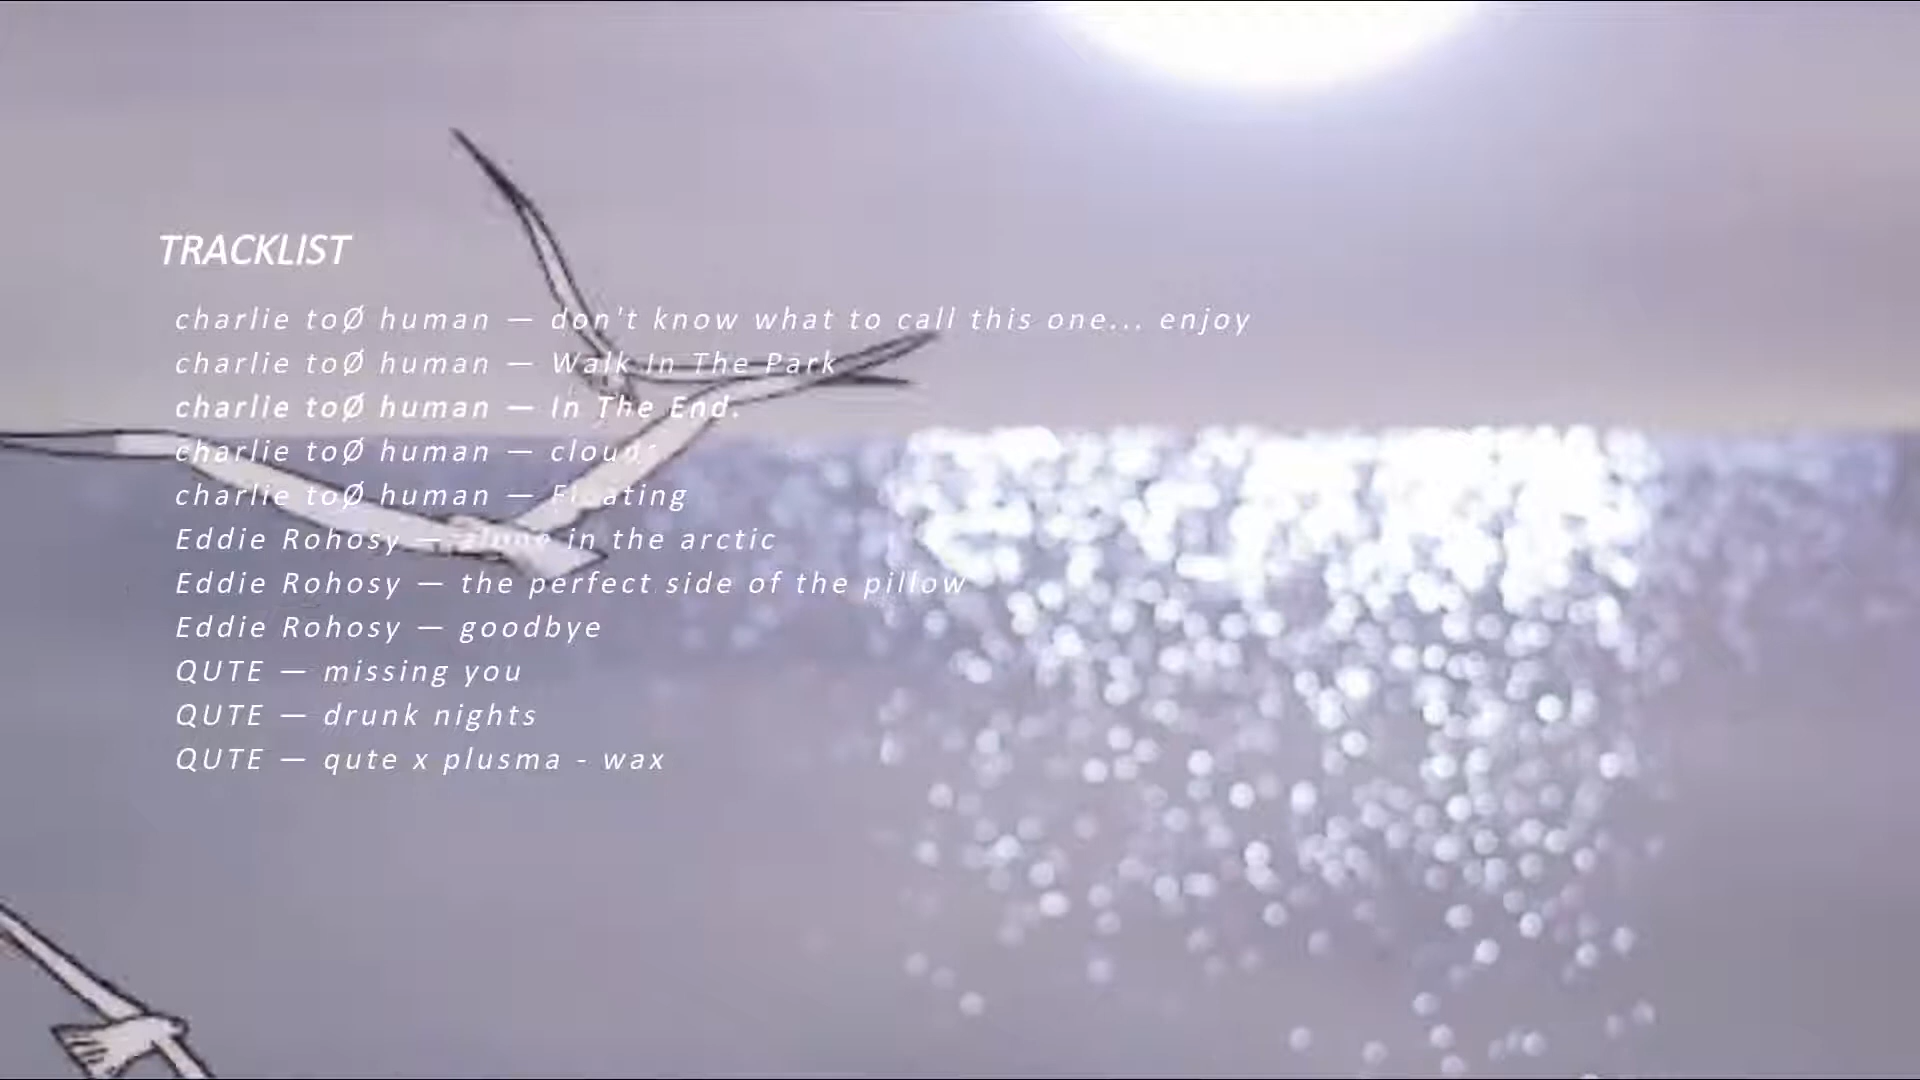 TRACKLIST
charlie toØ human — don't know what to call this one... enjoy
charlie toØ human — Walk In The Park
charlie toØ human — In The End.
charlie toØ human — clouds
charlie toØ human — Floating
Eddie Rohosy — alone in the arctic
Eddie Rohosy — the perfect side of the pillow
Eddie Rohosy — goodbye
QUTE — missing you
QUTE — drunk nights
QUTE — qute x plusma - wax